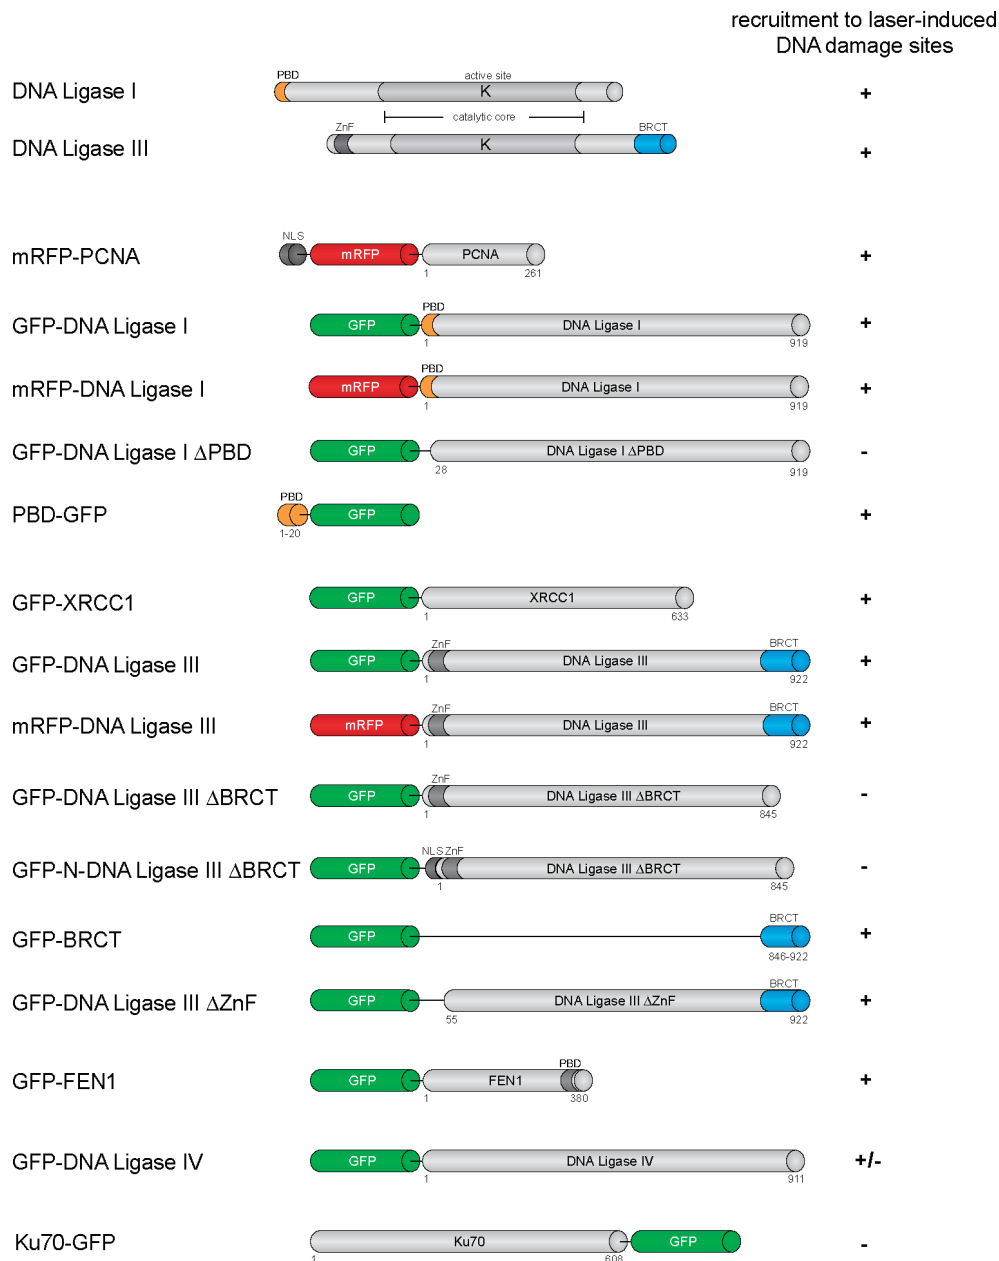 recruitment to laser-induced
DNA damage sites
PBD
active site
DNA Ligase I
K
+
catalytic core
ZnF
BRCT
DNA Ligase III
K
+
NLS
mRFP-PCNA
mRFP
PCNA
+
1
261
PBD
GFP-DNA Ligase I
GFP
DNA Ligase I
+
1
919
PBD
mRFP-DNA Ligase I
mRFP
DNA Ligase I
+
1
919
GFP-DNA Ligase I ΔPBD
GFP
DNA Ligase I ΔPBD
-
28
919
PBD
PBD-GFP
GFP
+
1-20
GFP-XRCC1
GFP
XRCC1
+
1
633
ZnF
BRCT
GFP-DNA Ligase III
GFP
DNA Ligase III
+
1
922
ZnF
BRCT
mRFP-DNA Ligase III
mRFP
DNA Ligase III
+
1
922
ZnF
GFP-DNA Ligase III ΔBRCT
GFP
DNA Ligase III ΔBRCT
-
1
845
NLS ZnF
GFP-N-DNA Ligase III ΔBRCT
GFP
DNA Ligase III ΔBRCT
-
1
845
BRCT
GFP-BRCT
GFP
+
846-922
BRCT
GFP-DNA Ligase III ΔZnF
GFP
DNA Ligase III ΔZnF
+
55
922
PBD
GFP-FEN1
GFP
FEN1
+
1
380
GFP-DNA Ligase IV
GFP
DNA Ligase IV
+/-
1
911
Ku70-GFP
Ku70
GFP
-
1
608